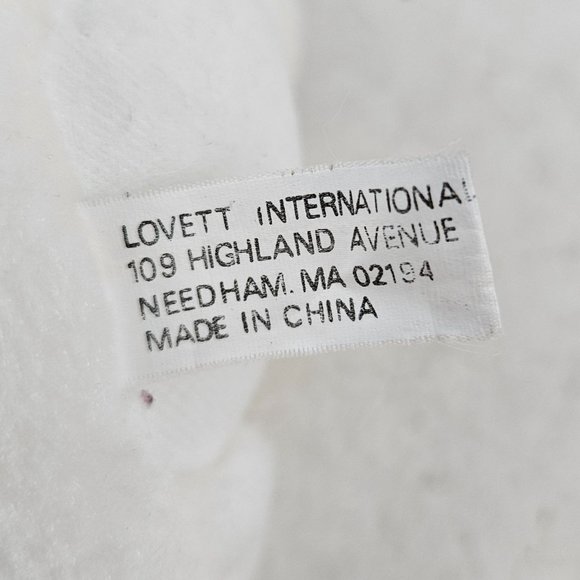 LOVETT INTERNATIONAL
109 HIGHLAND AVENUE
NEEDHAM. MA 02194
MADE IN CHINA